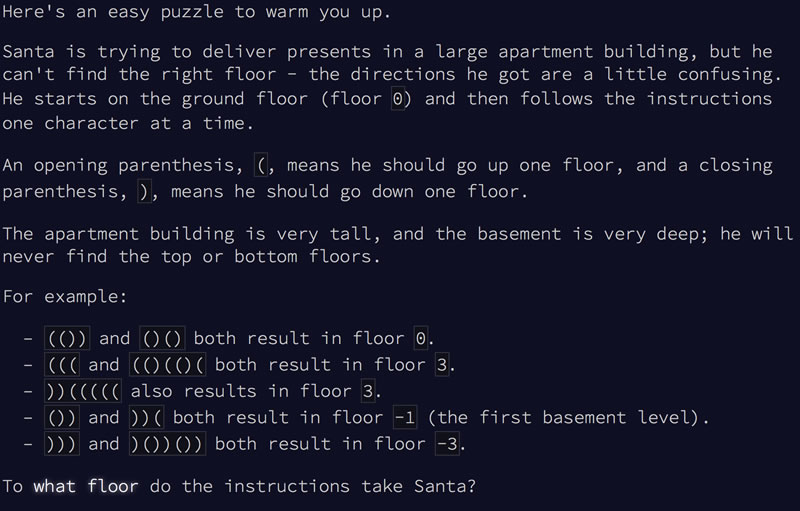 Here's an easy puzzle to warm you up.
Santa is trying to deliver presents in a large apartment building, but he
can't find the right floor - the directions he got are a little confusing.
He starts on the ground floor (floor 0) and then follows the instructions
one character at a time.
An opening parenthesis, (, means he should go up one floor, and a closing
parenthesis, ), means he should go down one floor.
The apartment building is very tall, and the basement is very deep; he will
never find the top or bottom floors.
For example:
- (()) and ()() both result in floor 0.
- ((( and (()(()( both result in floor 3.
- ))((((( also results in floor 3.
- ()) and ))( both result in floor -1 (the first basement level).
- ))) and )())()) both result in floor -3.
To what floor do the instructions take Santa?